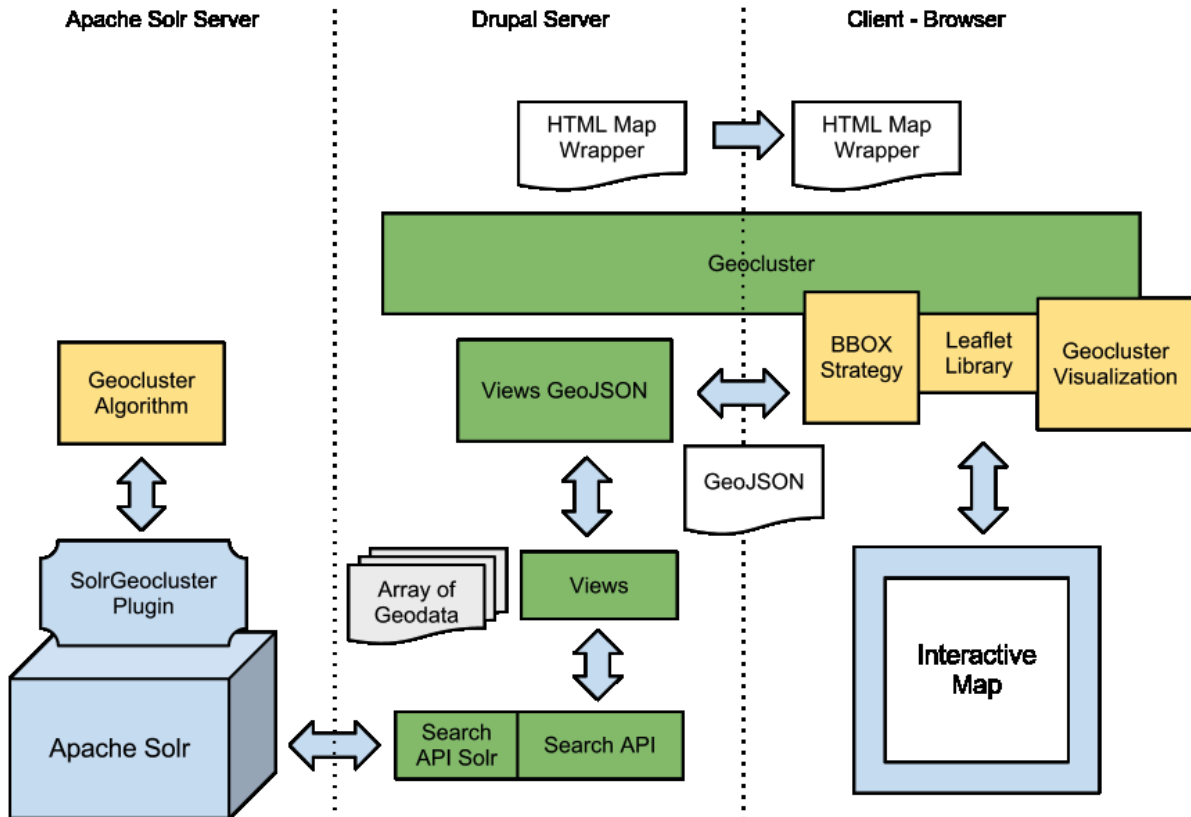 Apache Solr Server
Drupal Server
Client - Browser
HTML Map
Wrapper
HTML Map
Wrapper
Geocluster
Geocluster
Algorithm
Views GeoJSON
BBOX
Strategy
Leaflet
Library
Geocluster
Visualization
GeoJSON
SolrGeocluster
Plugin
Array of
Geodata
Views
Interactive
Map
Apache Solr
Search
API Solr
Search API